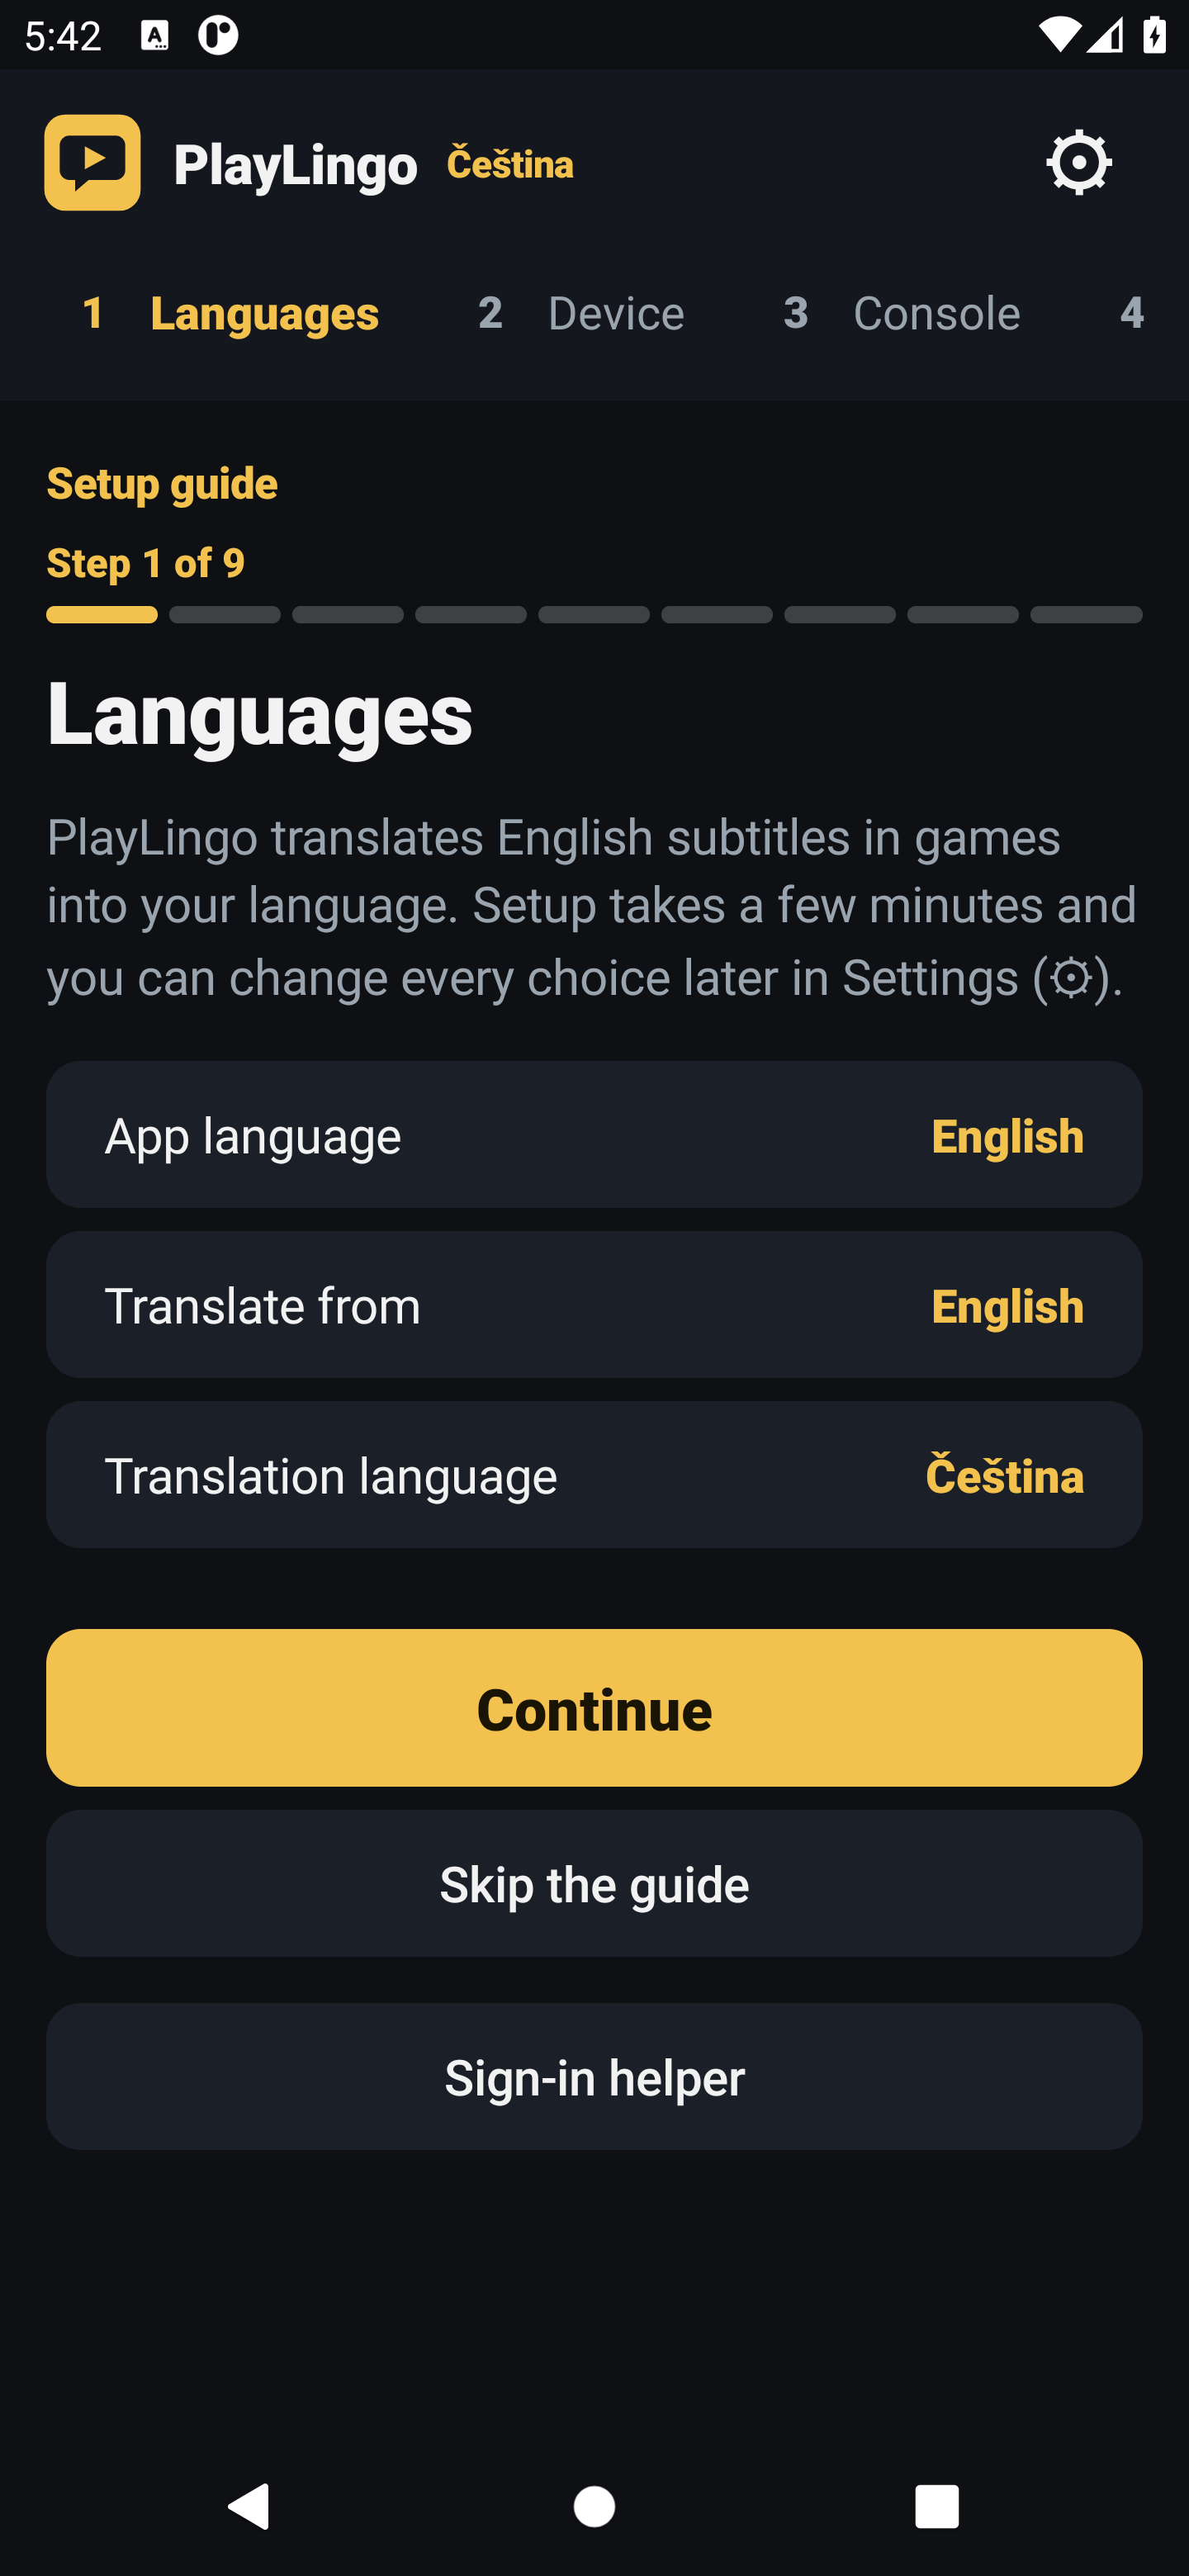 5:42
PlayLingo Čeština
1 Languages 2 Device 3 Console 4
Setup guide
Step 1 of 9
Languages
PlayLingo translates English subtitles in games
into your language. Setup takes a few minutes and
you can change every choice later in Settings (⚙).
App language English
Translate from English
Translation language Čeština
Continue
Skip the guide
Sign-in helper